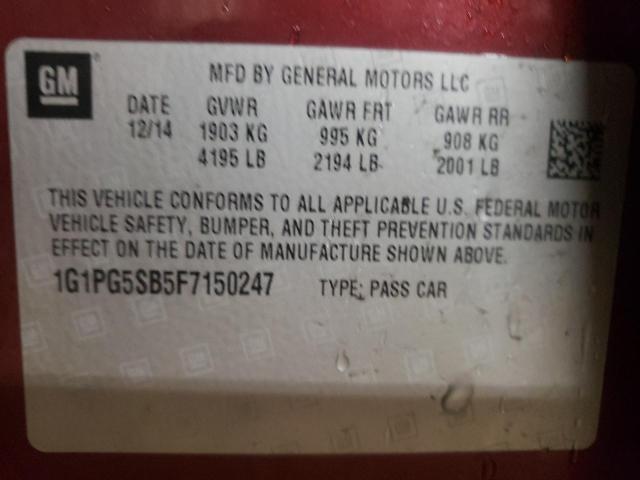 GM
MFD BY GENERAL MOTORS LLC
DATE GVWR GAWR FRT GAWR RR
12/14 1903 KG 995 KG 908 KG
4195 LB 2194 LB 2001 LB
THIS VEHICLE CONFORMS TO ALL APPLICABLE U.S. FEDERAL MOTOR
VEHICLE SAFETY, BUMPER, AND THEFT PREVENTION STANDARDS IN
EFFECT ON THE DATE OF MANUFACTURE SHOWN ABOVE.
1G1PG5SB5F7150247 TYPE: PASS CAR